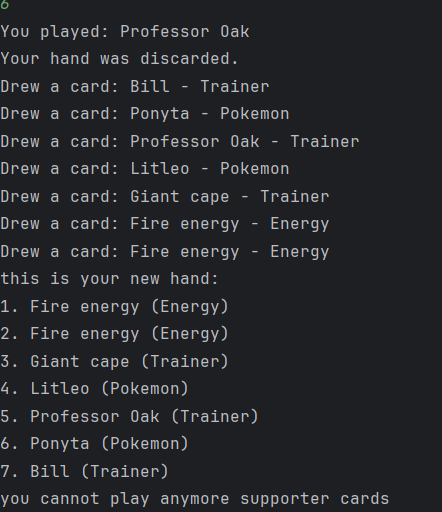 6
You played: Professor Oak
Your hand was discarded.
Drew a card: Bill - Trainer
Drew a card: Ponyta - Pokemon
Drew a card: Professor Oak - Trainer
Drew a card: Litleo - Pokemon
Drew a card: Giant cape - Trainer
Drew a card: Fire energy - Energy
Drew a card: Fire energy - Energy
this is your new hand:
1. Fire energy (Energy)
2. Fire energy (Energy)
3. Giant cape (Trainer)
4. Litleo (Pokemon)
5. Professor Oak (Trainer)
6. Ponyta (Pokemon)
7. Bill (Trainer)
you cannot play anymore supporter cards